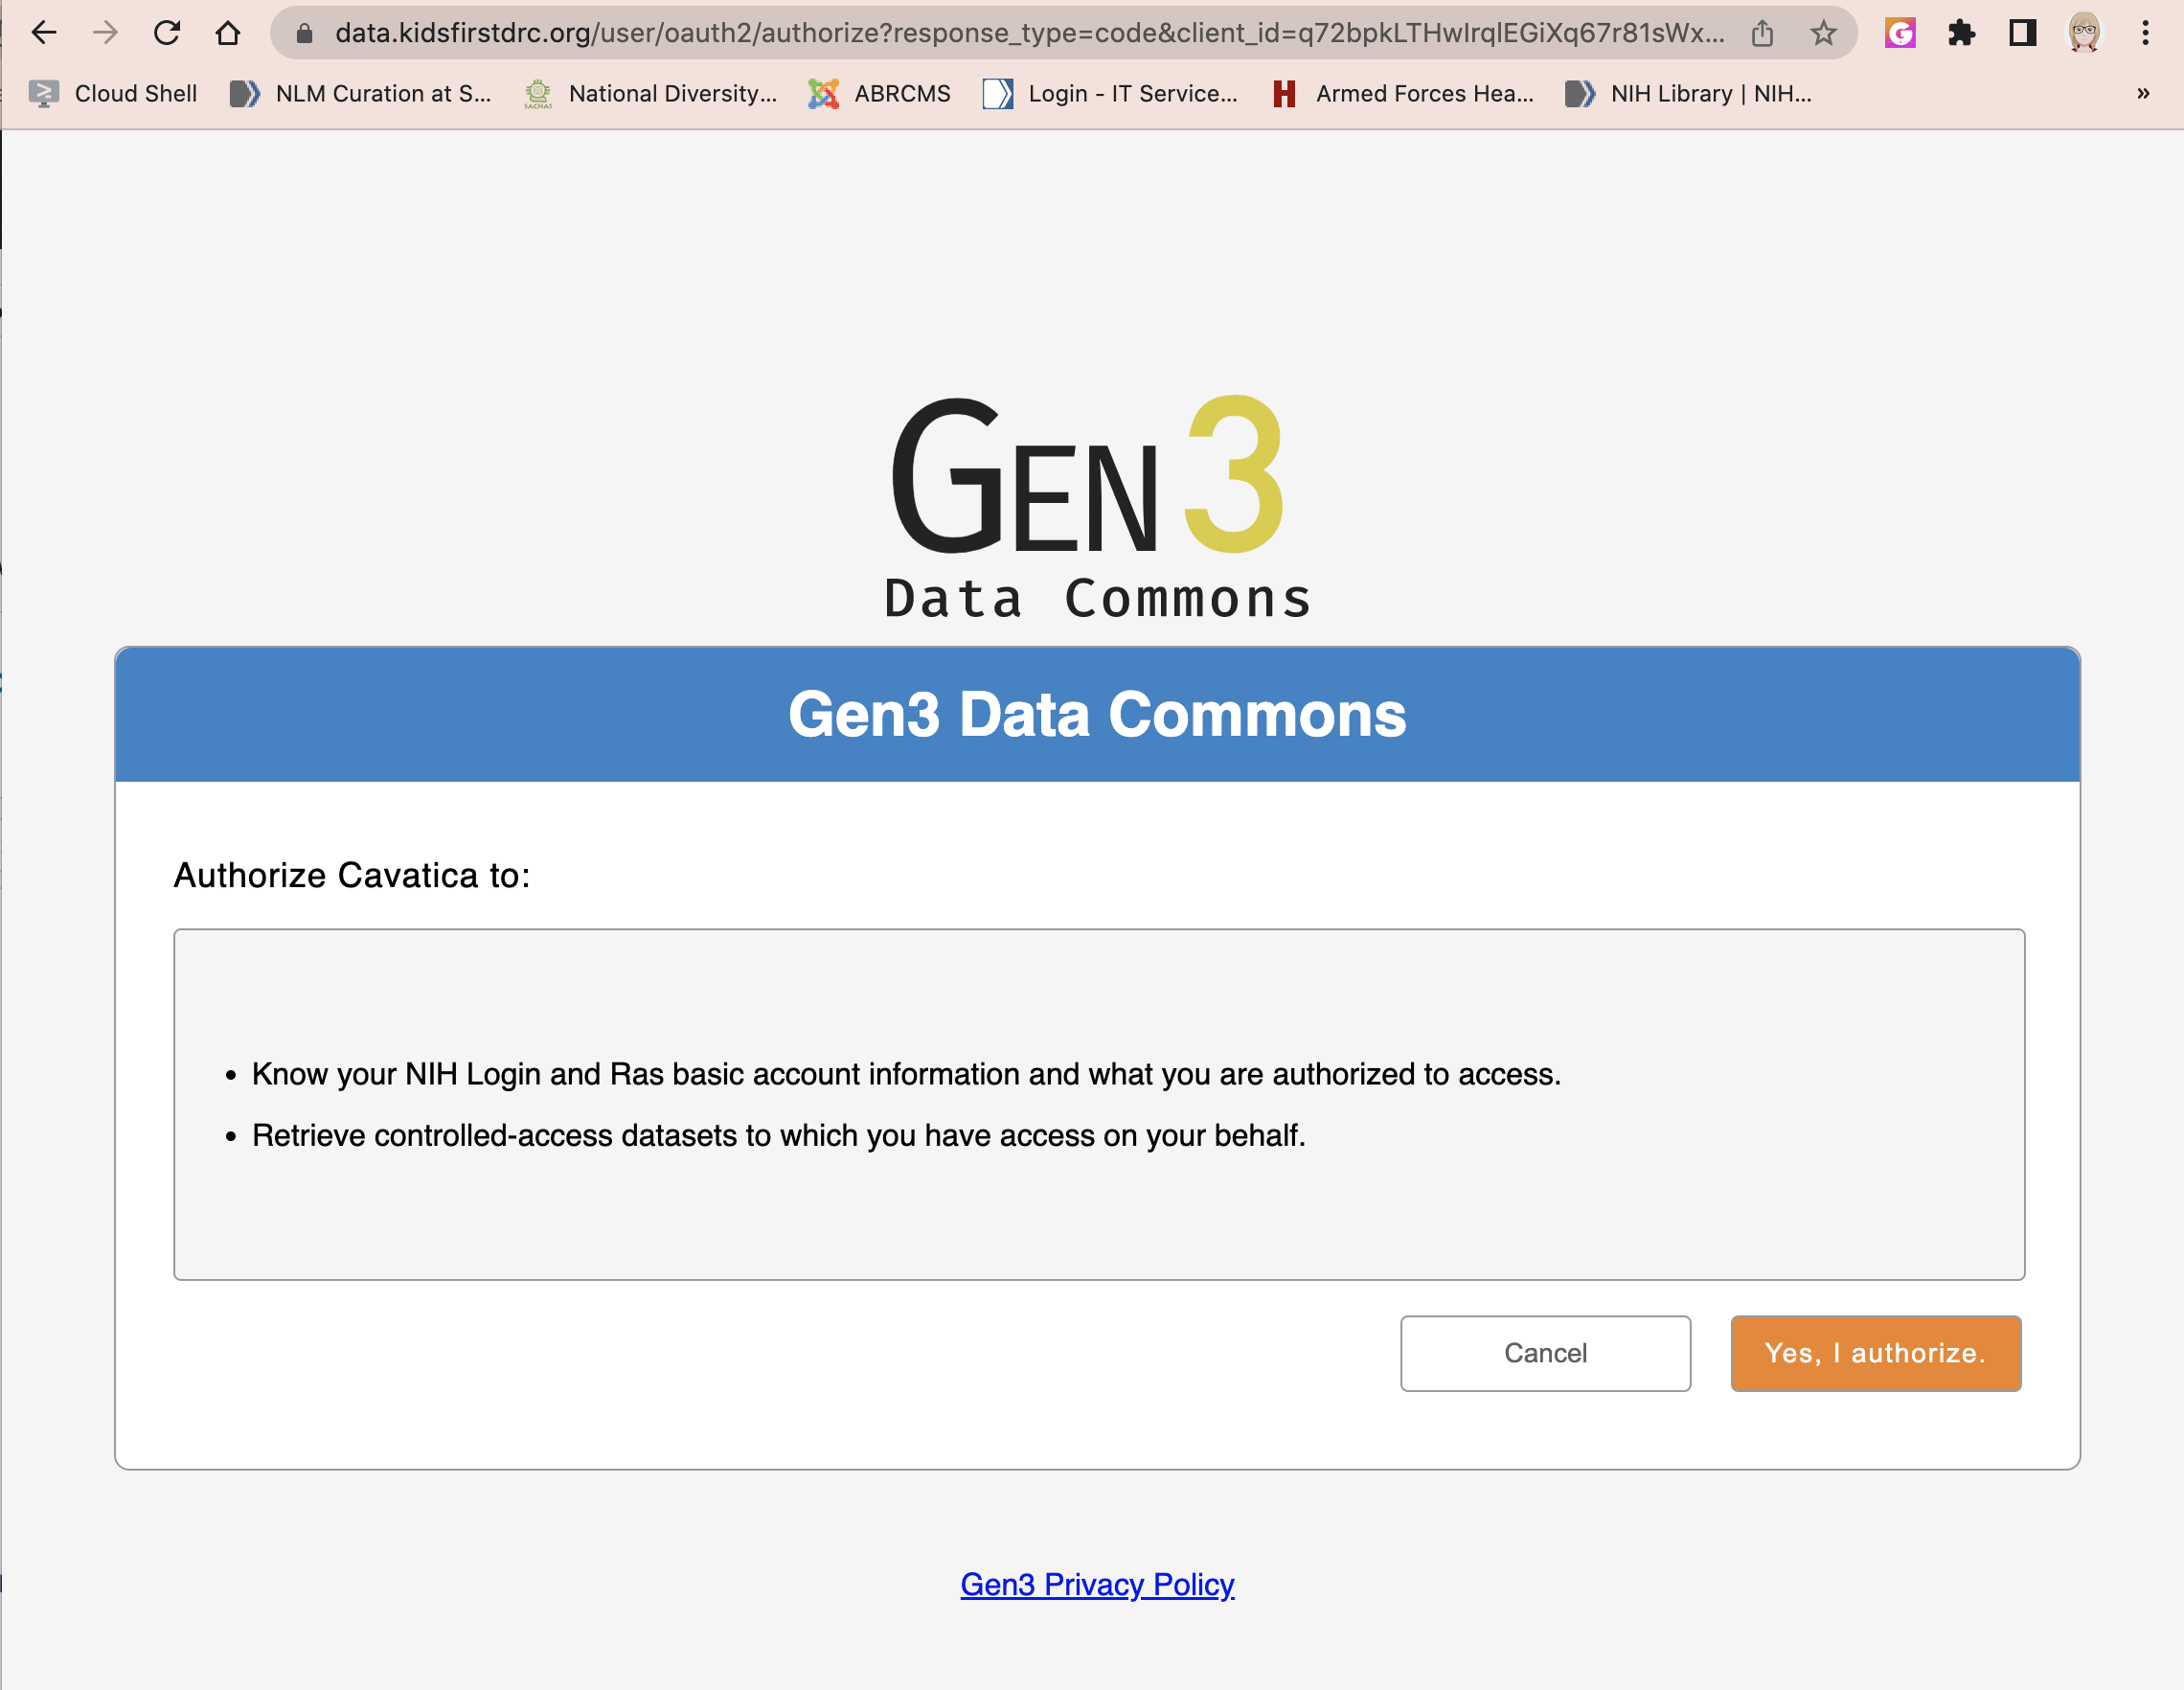 data.kidsfirstdrc.org/user/oauth2/authorize?response_type=code&client_id=q72bpkLTHwIrqlEGiXq67r81sWx...
Cloud Shell NLM Curation at S... SACNAS National Diversity... ABRCMS Login - IT Service... H Armed Forces Hea... NIH Library | NIH... »
GEN3
Data Commons
Gen3 Data Commons
Authorize Cavatica to:
• Know your NIH Login and Ras basic account information and what you are authorized to access.
• Retrieve controlled-access datasets to which you have access on your behalf.
Cancel Yes, I authorize.
Gen3 Privacy Policy